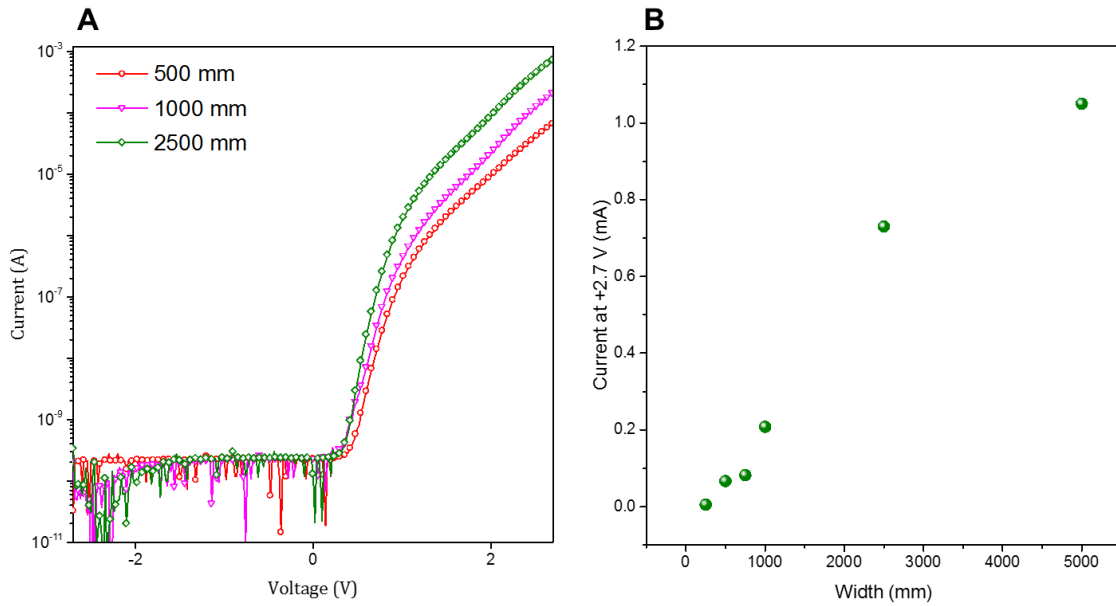 A
10^-3
10^-5
10^-7
10^-9
10^-11
Current (A)
500 mm
1000 mm
2500 mm
-2
0
2
Voltage (V)
B
1.2
1.0
0.8
0.6
0.4
0.2
0.0
Current at +2.7 V (mA)
0
1000
2000
3000
4000
5000
Width (mm)